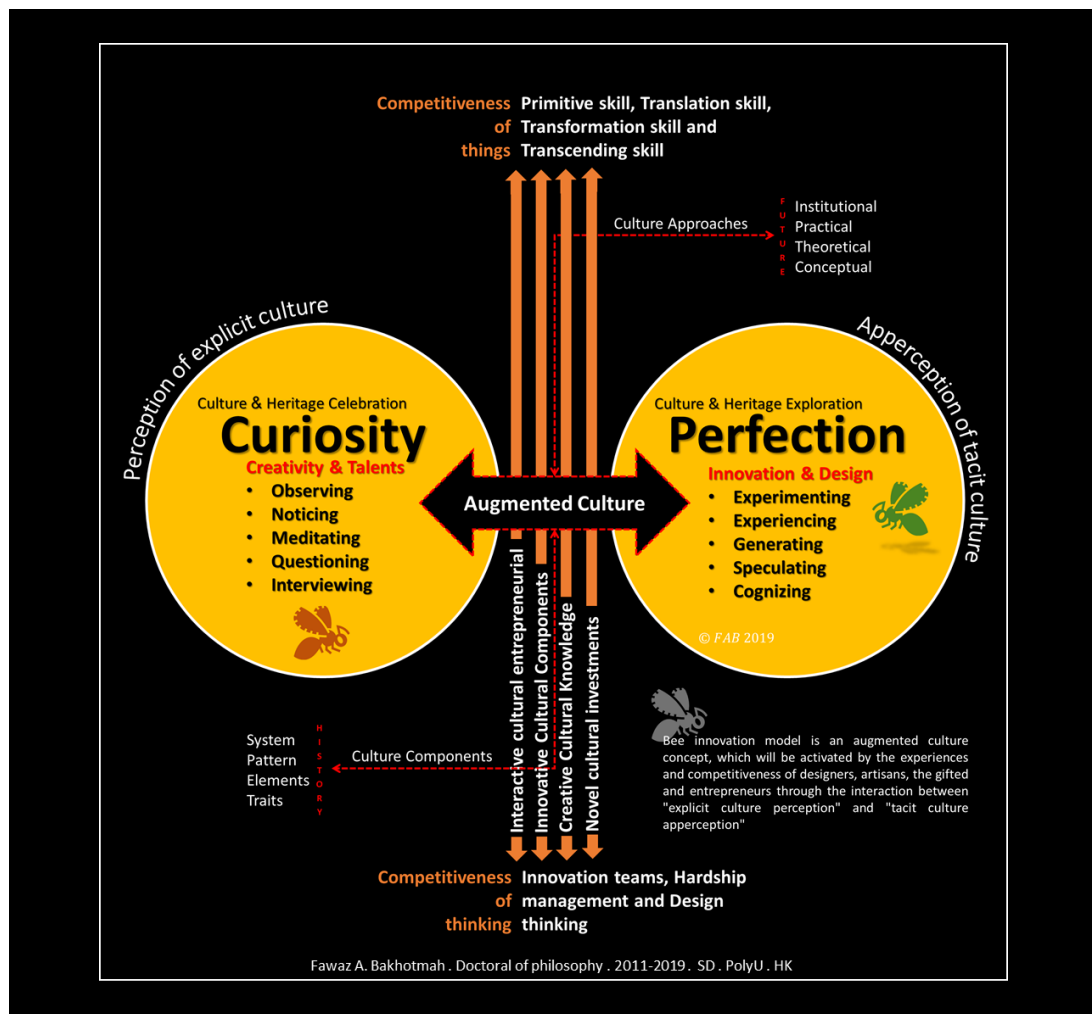 Competitiveness
of
things
Primitive skill, Translation skill,
Transformation skill and
Transcending skill
Culture Approaches
FUTURE
Institutional
Practical
Theoretical
Conceptual
Perception of explicit culture
Culture & Heritage Celebration
Curiosity
Creativity & Talents
• Observing
• Noticing
• Meditating
• Questioning
• Interviewing
Augmented Culture
Apperception of tacit culture
Culture & Heritage Exploration
Perfection
Innovation & Design
• Experimenting
• Experiencing
• Generating
• Speculating
• Cognizing
© FAB 2019
Interactive cultural entrepreneurial
Innovative Cultural Components
Creative Cultural Knowledge
Novel cultural investments
System
Pattern
Elements
Traits
HISTORY
Culture Components
Bee innovation model is an augmented culture
concept, which will be activated by the experiences
and competitiveness of designers, artisans, the gifted
and entrepreneurs through the interaction between
"explicit culture perception" and "tacit culture
apperception"
Competitiveness
of
thinking
Innovation teams, Hardship
management and Design
thinking
Fawaz A. Bakhotmah . Doctoral of philosophy . 2011-2019 . SD . PolyU . HK